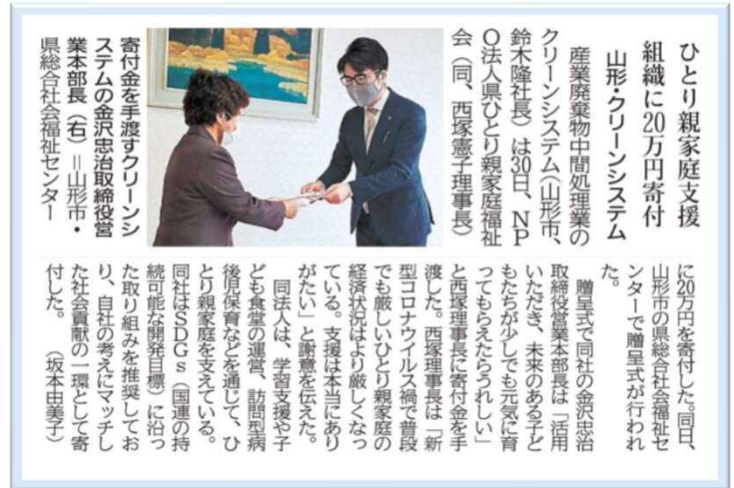 ひとり親家庭支援
組織に20万円寄付
山形・クリーンシステム
産業廃棄物中間処理業の
クリーンシステム(山形市、
鈴木隆社長)は30日、NP
O法人県ひとり親家庭福祉
会(同、西塚憲子理事長)
寄付金を手渡すクリーンシ
ステムの金沢忠治取締役営
業本部長(右)=山形市・
県総合社会福祉センター
に20万円を寄付した。同日、
山形市の県総合社会福祉セ
ンターで贈呈式が行われ
た。
贈呈式で同社の金沢忠治
取締役営業本部長は「活用
いただき、未来のある子ど
もたちが少しでも元気に育
ってもらえたらうれしい」
と西塚理事長に寄付金を手
渡した。西塚理事長は「新
型コロナウイルス禍で普段
でも厳しいひとり親家庭の
経済状況はより厳しくなっ
ている。支援は本当にあり
がたい」と謝意を伝えた。
同法人は、学習支援や子
ども食堂の運営、訪問型病
後児保育などを通じて、ひ
とり親家庭を支えている。
同社はSDGs(国連の持
続可能な開発目標)に沿っ
た取り組みを推奨してお
り、自社の考えにマッチし
た社会貢献の一環として寄
付した。(坂本由美子)